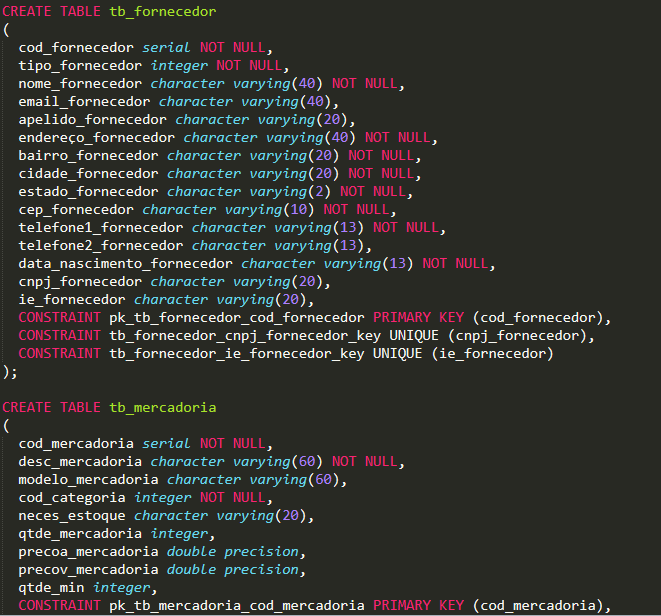 CREATE TABLE tb_fornecedor
(
cod_fornecedor serial NOT NULL,
tipo_fornecedor integer NOT NULL,
nome_fornecedor character varying(40) NOT NULL,
email_fornecedor character varying(40),
apelido_fornecedor character varying(20),
endereço_fornecedor character varying(40) NOT NULL,
bairro_fornecedor character varying(20) NOT NULL,
cidade_fornecedor character varying(20) NOT NULL,
estado_fornecedor character varying(2) NOT NULL,
cep_fornecedor character varying(10) NOT NULL,
telefone1_fornecedor character varying(13) NOT NULL,
telefone2_fornecedor character varying(13),
data_nascimento_fornecedor character varying(13) NOT NULL,
cnpj_fornecedor character varying(20),
ie_fornecedor character varying(20),
CONSTRAINT pk_tb_fornecedor_cod_fornecedor PRIMARY KEY (cod_fornecedor),
CONSTRAINT tb_fornecedor_cnpj_fornecedor_key UNIQUE (cnpj_fornecedor),
CONSTRAINT tb_fornecedor_ie_fornecedor_key UNIQUE (ie_fornecedor)
);
CREATE TABLE tb_mercadoria
(
cod_mercadoria serial NOT NULL,
desc_mercadoria character varying(60) NOT NULL,
modelo_mercadoria character varying(60),
cod_categoria integer NOT NULL,
neces_estoque character varying(20),
qtde_mercadoria integer,
precoa_mercadoria double precision,
precov_mercadoria double precision,
qtde_min integer,
CONSTRAINT pk_tb_mercadoria_cod_mercadoria PRIMARY KEY (cod_mercadoria),